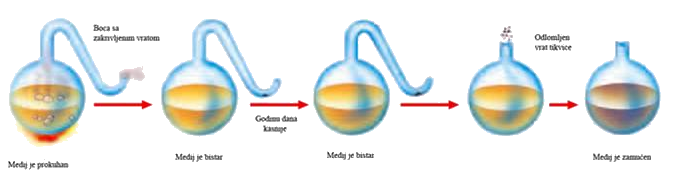 Boca sa
zakrivljenim vratom
Odlomljen
vrat tikvice
Godinu dana
kasnije
Medij je prokuhan
Medij je bistar
Medij je bistar
Medij je zamućen